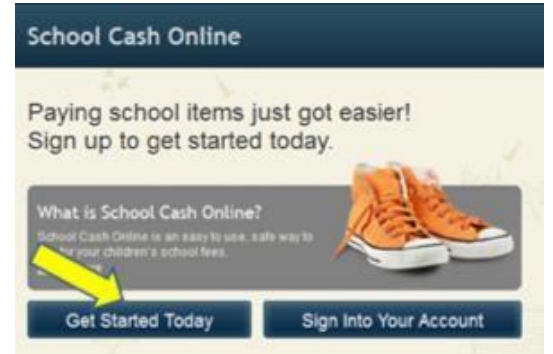 School Cash Online
Paying school items just got easier!
Sign up to get started today.
What is School Cash Online?
School Cash Online is an easy to use, safe way to
for your children's school fees.
Get Started Today
Sign Into Your Account